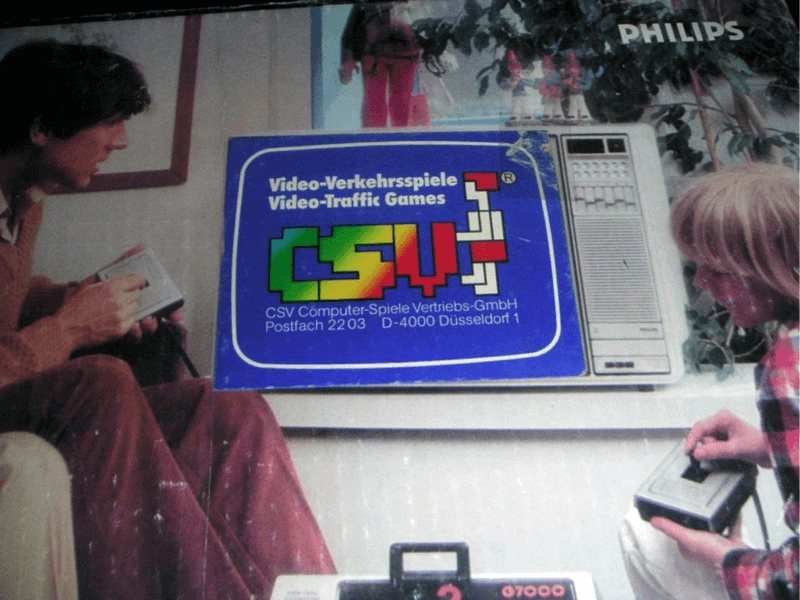 PHILIPS
Video-Verkehrsspiele
Video-Traffic Games
®
CSV
CSV Computer-Spiele Vertriebs-GmbH
Postfach 2203 D-4000 Düsseldorf 1
G7000